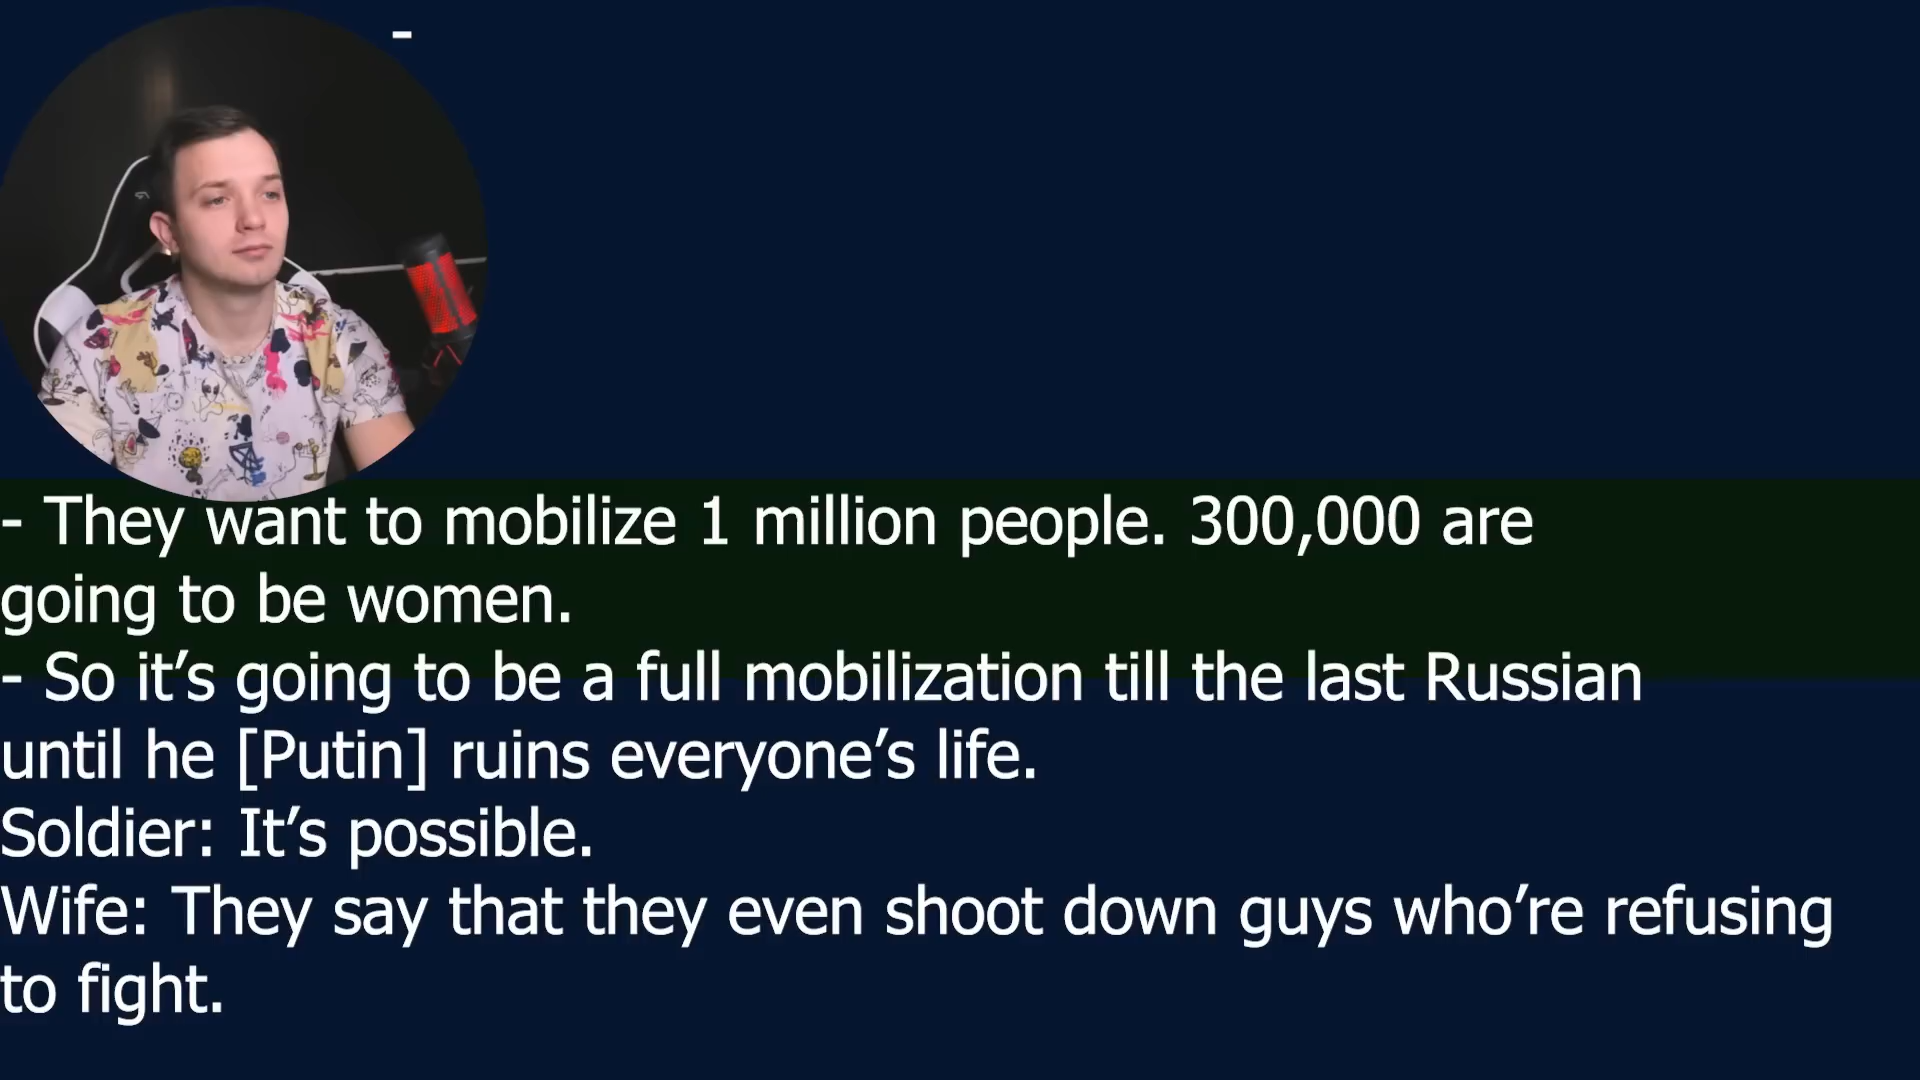 -
- They want to mobilize 1 million people. 300,000 are
going to be women.
- So it’s going to be a full mobilization till the last Russian
until he [Putin] ruins everyone’s life.
Soldier: It’s possible.
Wife: They say that they even shoot down guys who’re refusing
to fight.